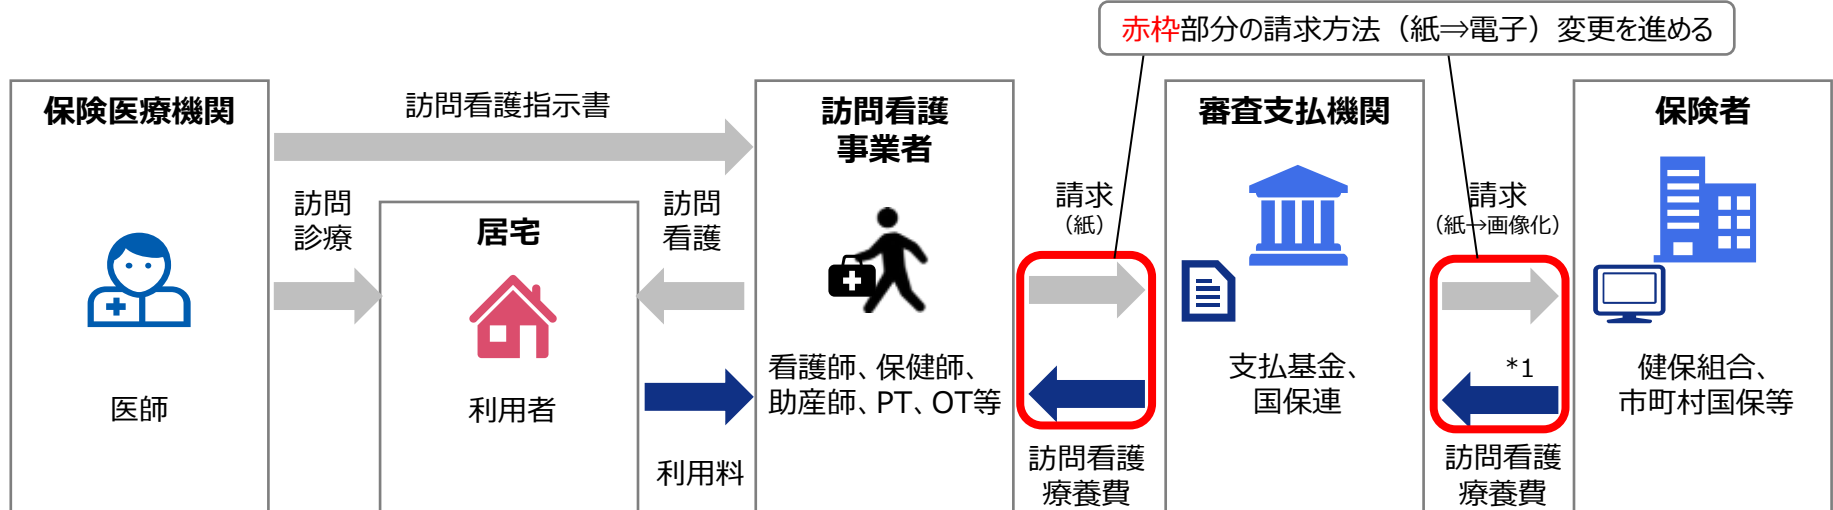 赤枠部分の請求方法（紙⇒電子）変更を進める
保険医療機関
訪問看護指示書
訪問看護
事業者
審査支払機関
保険者
訪問
診療
居宅
訪問
看護
請求
（紙）
請求
（紙→画像化）
医師
利用者
看護師、保健師、
助産師、PT、OT等
支払基金、
国保連
*1
健保組合、
市町村国保等
利用料
訪問看護
療養費
訪問看護
療養費